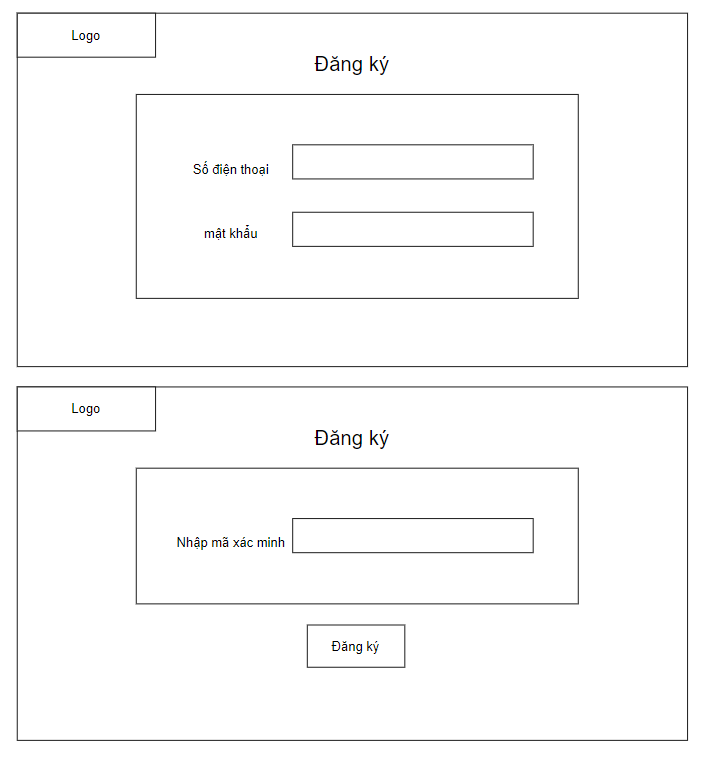 Logo
Đăng ký
Số điện thoại
mật khẩu
Logo
Đăng ký
Nhập mã xác minh
Đăng ký